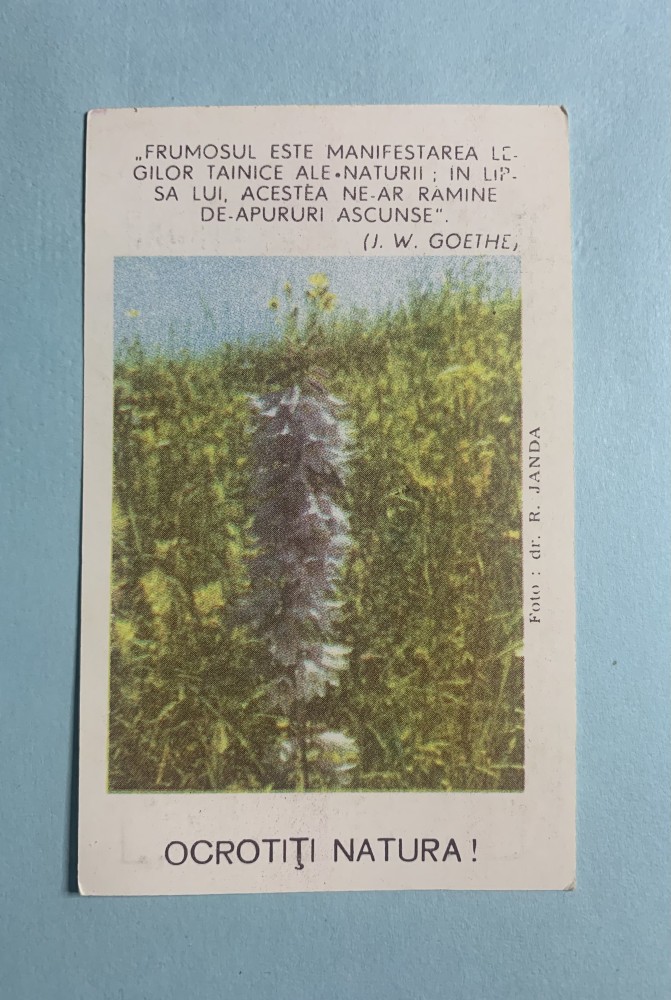 „FRUMOSUL ESTE MANIFESTAREA LE-
GILOR TAINICE ALE•NATURII ; IN LIP-
SA LUI, ACESTEA NE-AR RĂMINE
DE-APURURI ASCUNSE”.
(J. W. GOETHE)
Foto : dr. R. JANDA
OCROTIŢI NATURA !